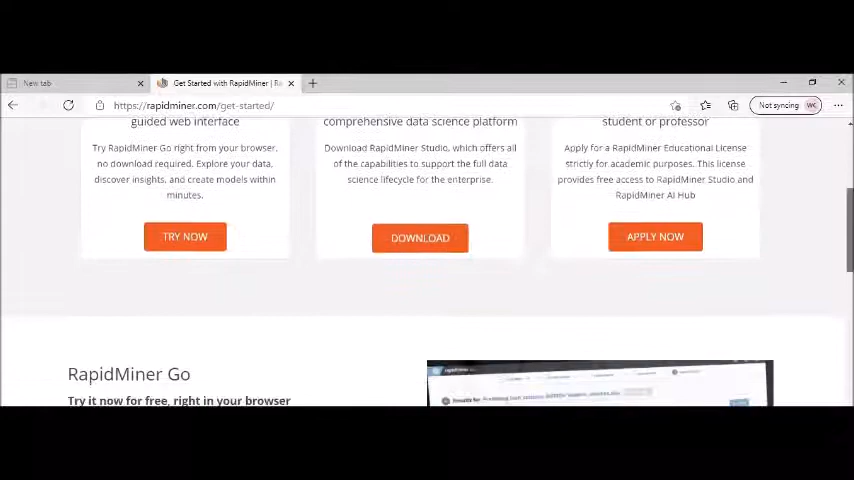 New tab
Get Started with RapidMiner | Ra
https://rapidminer.com/get-started/
Not syncing
WC
guided web interface
comprehensive data science platform
student or professor
Try RapidMiner Go right from your browser,
no download required. Explore your data,
discover insights, and create models within
minutes.
Download RapidMiner Studio, which offers all
of the capabilities to support the full data
science lifecycle for the enterprise.
Apply for a RapidMiner Educational License
strictly for academic purposes. This license
provides free access to RapidMiner Studio and
RapidMiner AI Hub
TRY NOW
DOWNLOAD
APPLY NOW
RapidMiner Go
Try it now for free, right in your browser
Results for